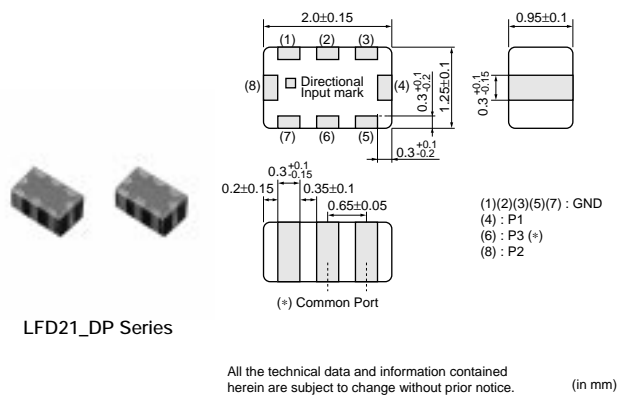 2.0±0.15
0.95±0.1
(1) (2) (3)
(8) Directional (4)
Input mark
0.3 +0.1 -0.2
1.25±0.1
0.3 +0.1 -0.15
(7) (6) (5)
0.3 +0.1 -0.2
0.3 +0.1 -0.15
0.2±0.15 0.35±0.1
0.65±0.05
(1)(2)(3)(5)(7) : GND
(4) : P1
(6) : P3 (*)
(8) : P2
(*) Common Port
LFD21_DP Series
All the technical data and information contained
herein are subject to change without prior notice.
(in mm)